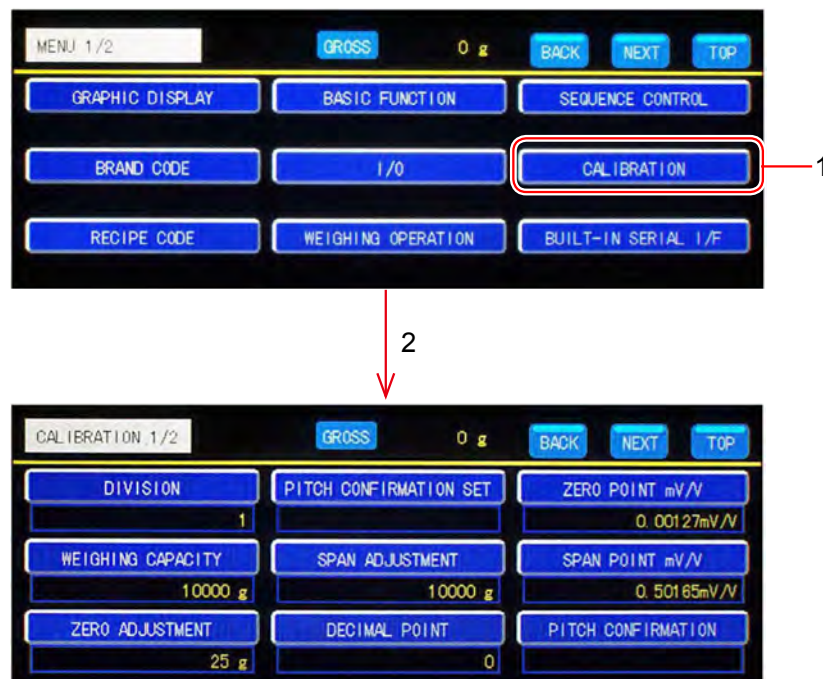 MENU 1/2 GROSS 0 g BACK NEXT TOP
GRAPHIC DISPLAY BASIC FUNCTION SEQUENCE CONTROL
BRAND CODE I/O CALIBRATION 1
RECIPE CODE WEIGHING OPERATION BUILT-IN SERIAL I/F
2
CALIBRATION 1/2 GROSS 0 g BACK NEXT TOP
DIVISION PITCH CONFIRMATION SET ZERO POINT mV/V
1 0.00127mV/V
WEIGHING CAPACITY SPAN ADJUSTMENT SPAN POINT mV/V
10000 g 10000 g 0.50165mV/V
ZERO ADJUSTMENT DECIMAL POINT PITCH CONFIRMATION
25 g 0